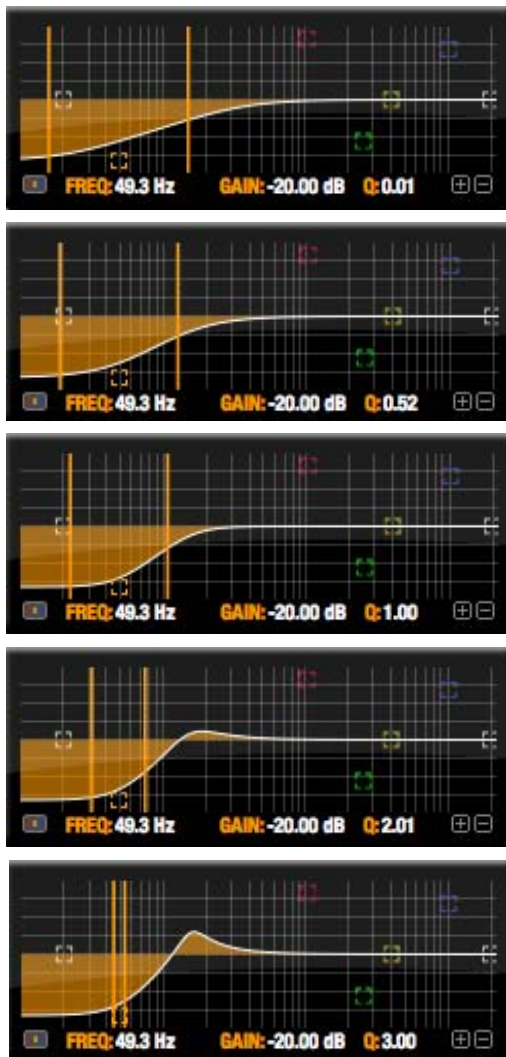 FREQ: 49.3 Hz GAIN: -20.00 dB Q: 0.01
FREQ: 49.3 Hz GAIN: -20.00 dB Q: 0.52
FREQ: 49.3 Hz GAIN: -20.00 dB Q: 1.00
FREQ: 49.3 Hz GAIN: -20.00 dB Q: 2.01
FREQ: 49.3 Hz GAIN: -20.00 dB Q: 3.00